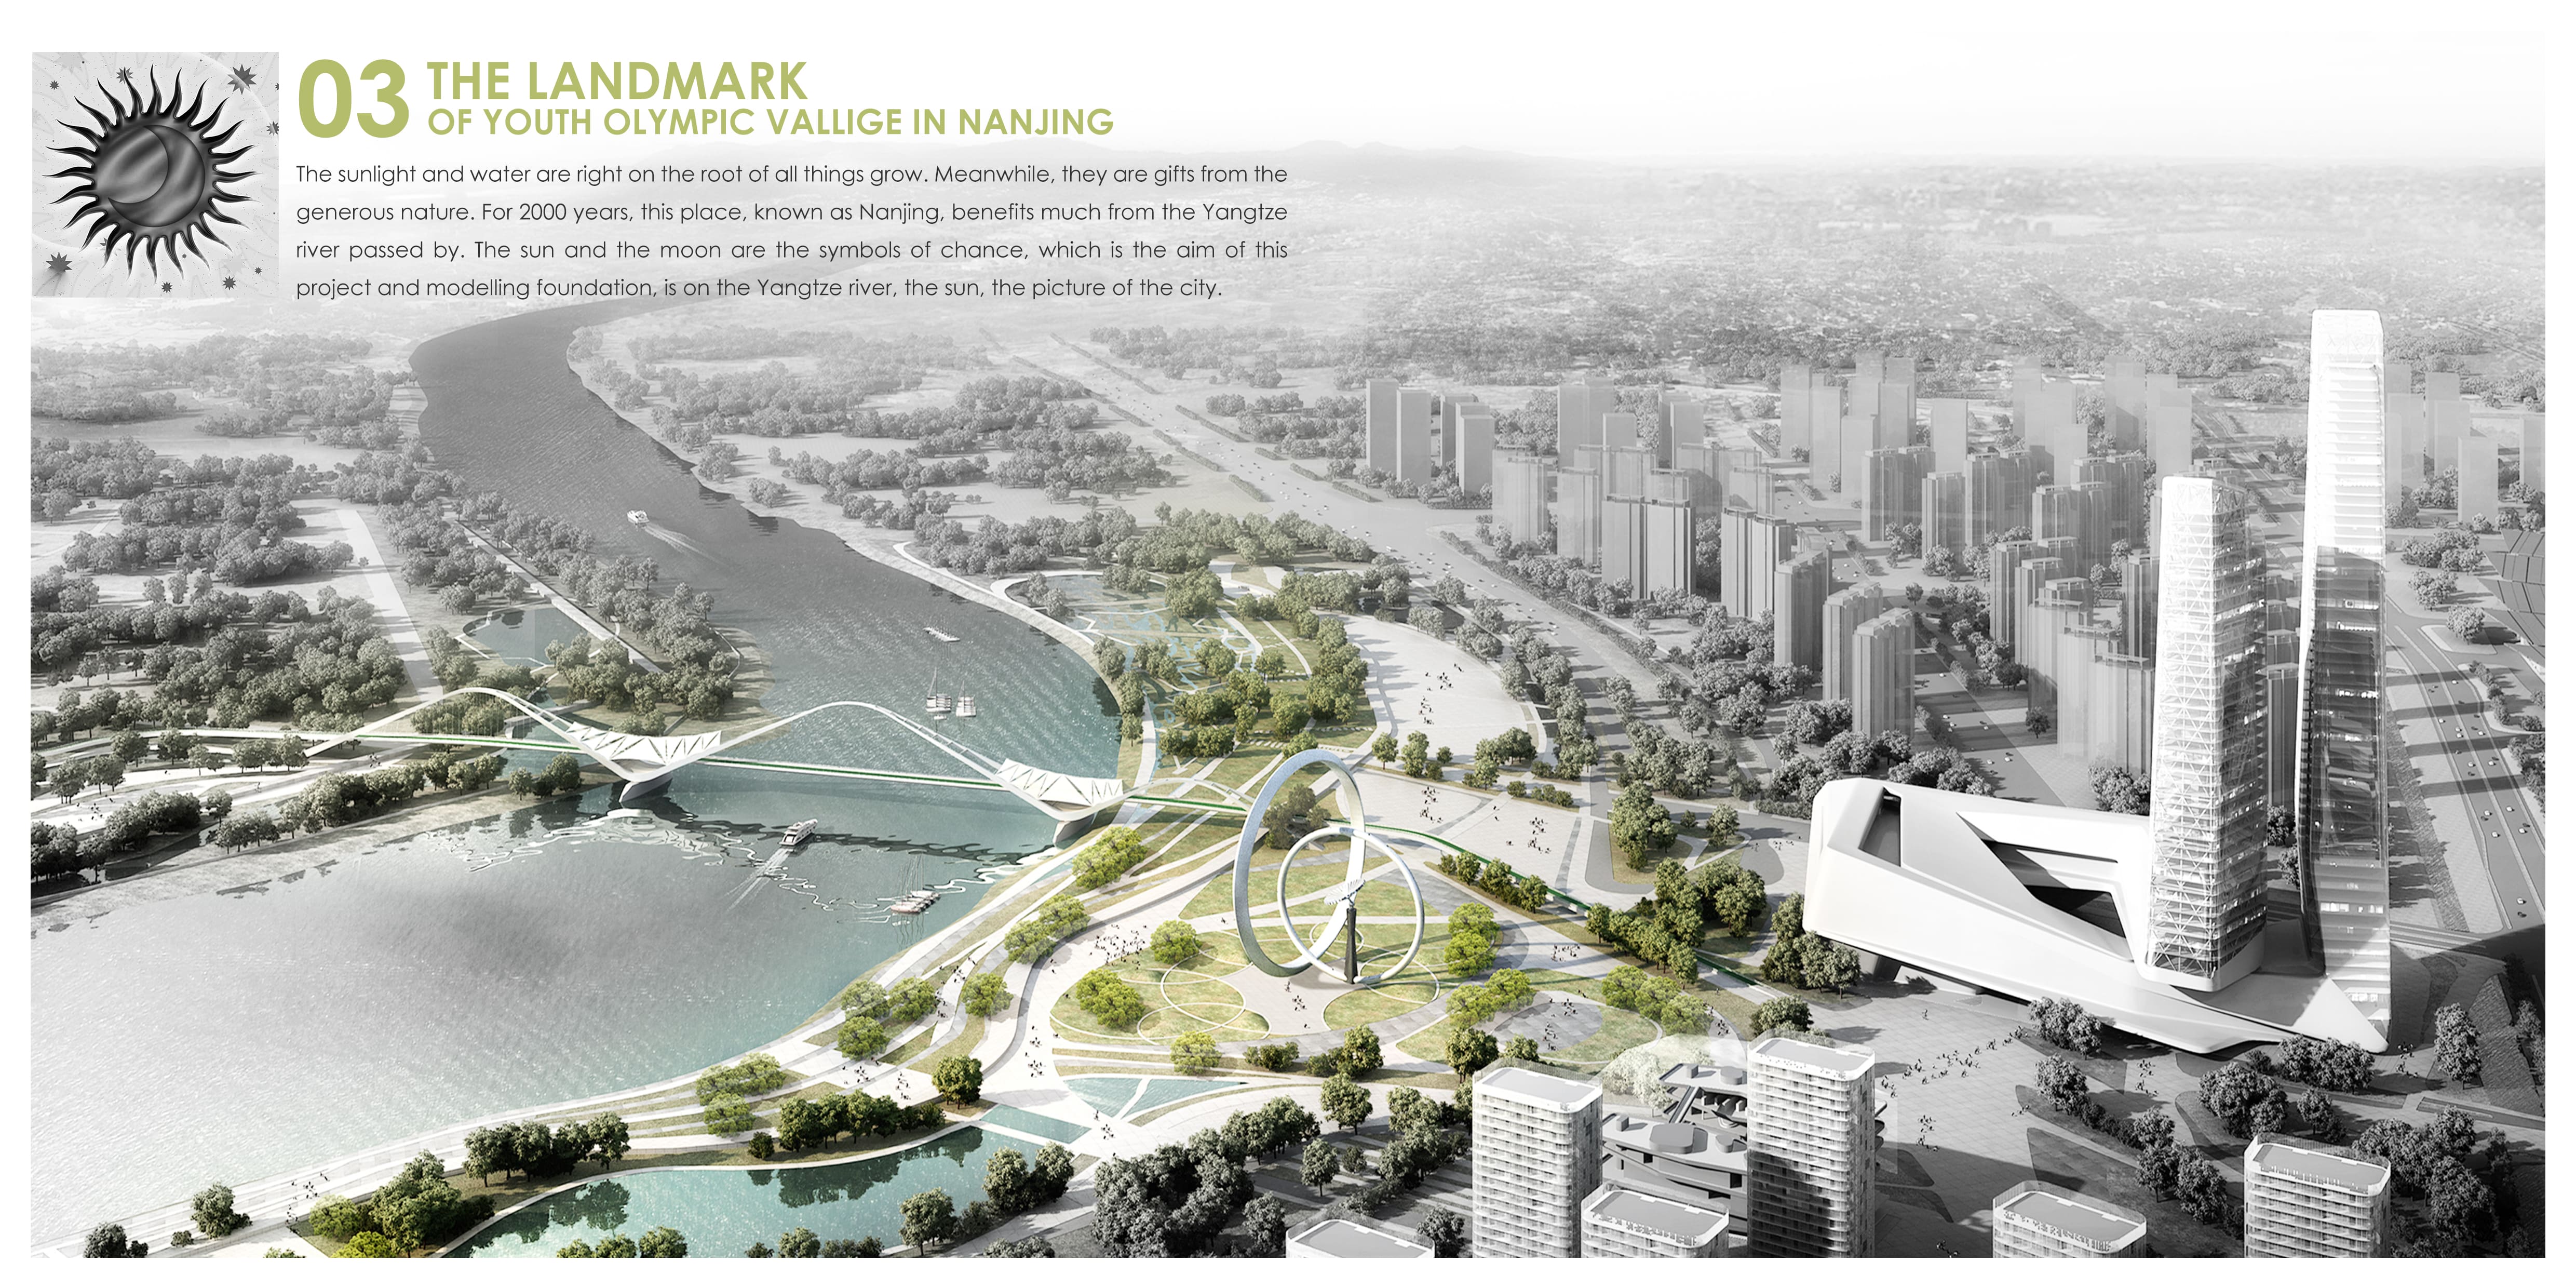 03 THE LANDMARK
OF YOUTH OLYMPIC VALLIGE IN NANJING
The sunlight and water are right on the root of all things grow. Meanwhile, they are gifts from the
generous nature. For 2000 years, this place, known as Nanjing, benefits much from the Yangtze
river passed by. The sun and the moon are the symbols of chance, which is the aim of this
project and modelling foundation, is on the Yangtze river, the sun, the picture of the city.